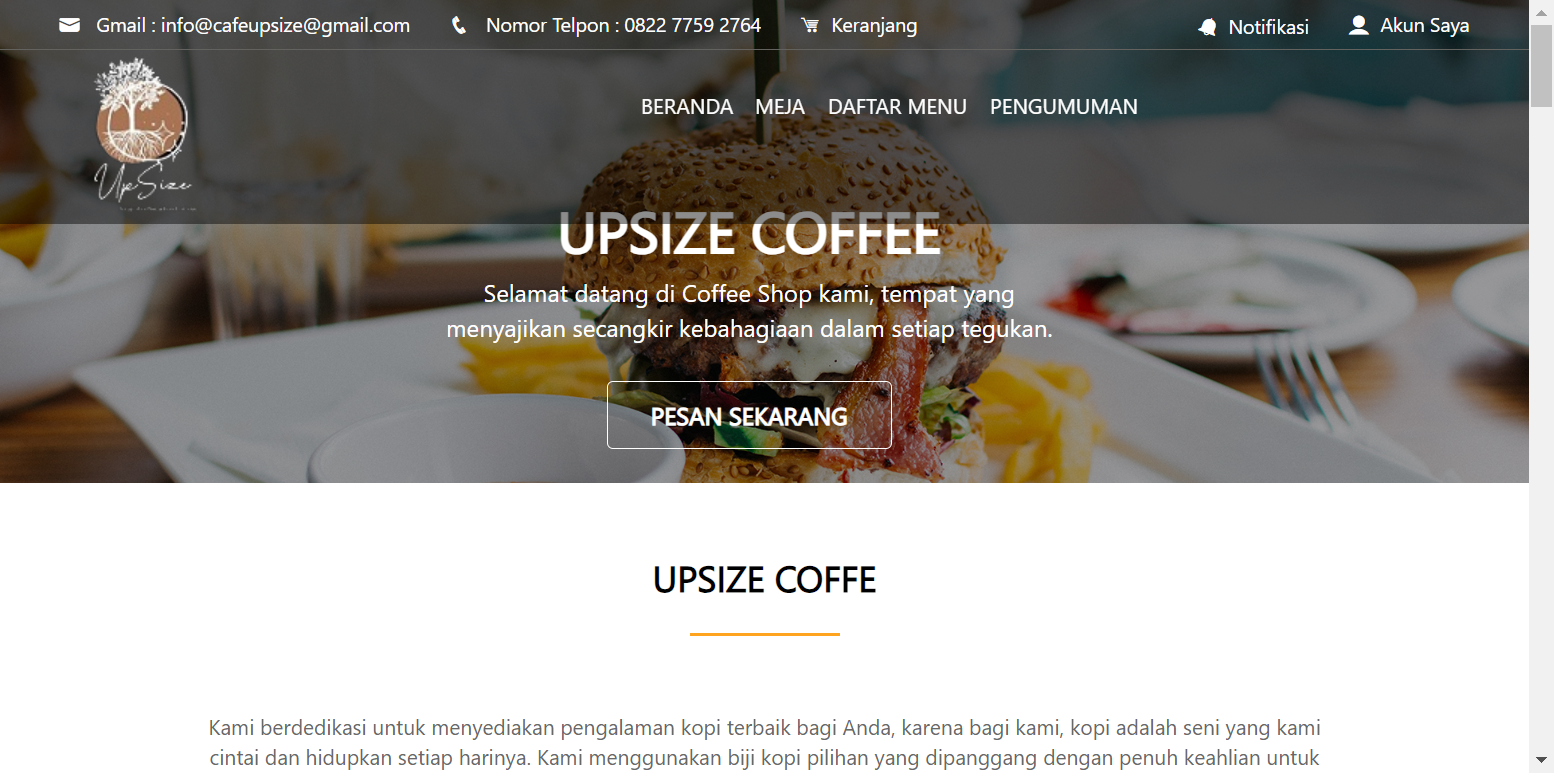 Gmail : info@cafeupsize@gmail.com Nomor Telpon : 0822 7759 2764 Keranjang Notifikasi Akun Saya
UpSize
BERANDA MEJA DAFTAR MENU PENGUMUMAN
UPSIZE COFFEE
Selamat datang di Coffee Shop kami, tempat yang
menyajikan secangkir kebahagiaan dalam setiap tegukan.
PESAN SEKARANG
UPSIZE COFFE
Kami berdedikasi untuk menyediakan pengalaman kopi terbaik bagi Anda, karena bagi kami, kopi adalah seni yang kami
cintai dan hidupkan setiap harinya. Kami menggunakan biji kopi pilihan yang dipanggang dengan penuh keahlian untuk